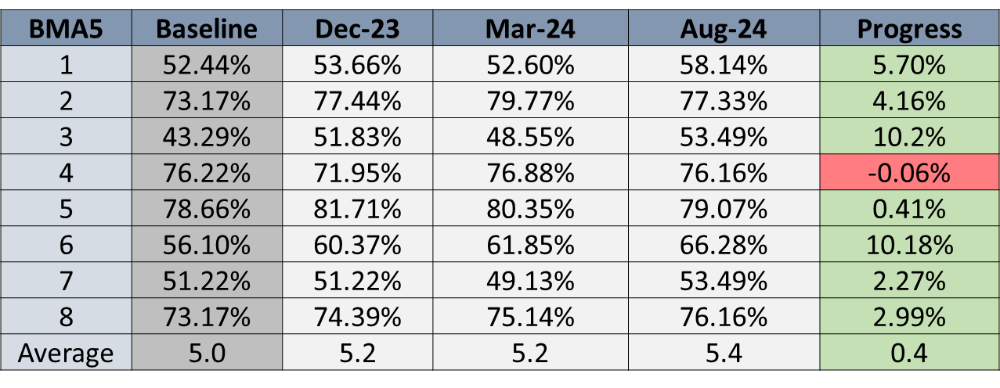 BMA5 Baseline Dec-23 Mar-24 Aug-24 Progress
1 52.44% 53.66% 52.60% 58.14% 5.70%
2 73.17% 77.44% 79.77% 77.33% 4.16%
3 43.29% 51.83% 48.55% 53.49% 10.2%
4 76.22% 71.95% 76.88% 76.16% -0.06%
5 78.66% 81.71% 80.35% 79.07% 0.41%
6 56.10% 60.37% 61.85% 66.28% 10.18%
7 51.22% 51.22% 49.13% 53.49% 2.27%
8 73.17% 74.39% 75.14% 76.16% 2.99%
Average 5.0 5.2 5.2 5.4 0.4